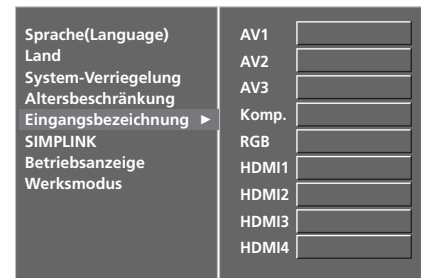 Sprache(Language)
Land
System-Verriegelung
Altersbeschränkung
Eingangsbezeichnung ►
SIMPLINK
Betriebsanzeige
Werksmodus
AV1
AV2
AV3
Komp.
RGB
HDMI1
HDMI2
HDMI3
HDMI4